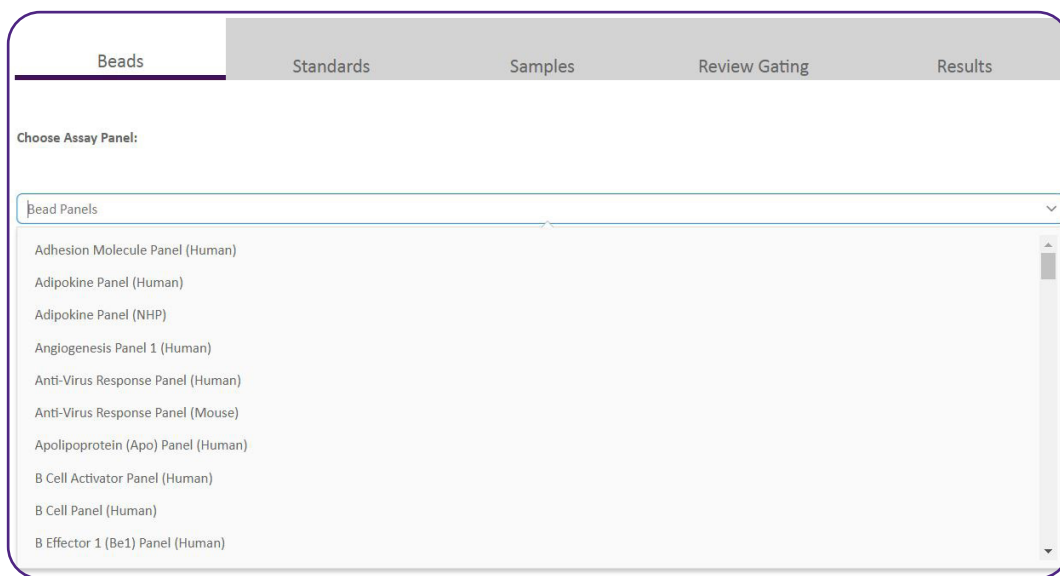 Beads Standards Samples Review Gating Results
Choose Assay Panel:
Bead Panels
Adhesion Molecule Panel (Human)
Adipokine Panel (Human)
Adipokine Panel (NHP)
Angiogenesis Panel 1 (Human)
Anti-Virus Response Panel (Human)
Anti-Virus Response Panel (Mouse)
Apolipoprotein (Apo) Panel (Human)
B Cell Activator Panel (Human)
B Cell Panel (Human)
B Effector 1 (Be1) Panel (Human)